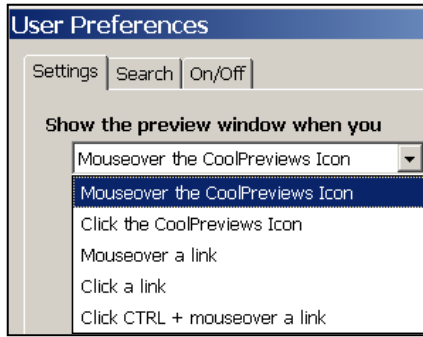 User Preferences
Settings Search On/Off
Show the preview window when you
Mouseover the CoolPreviews Icon
Mouseover the CoolPreviews Icon
Click the CoolPreviews Icon
Mouseover a link
Click a link
Click CTRL + mouseover a link